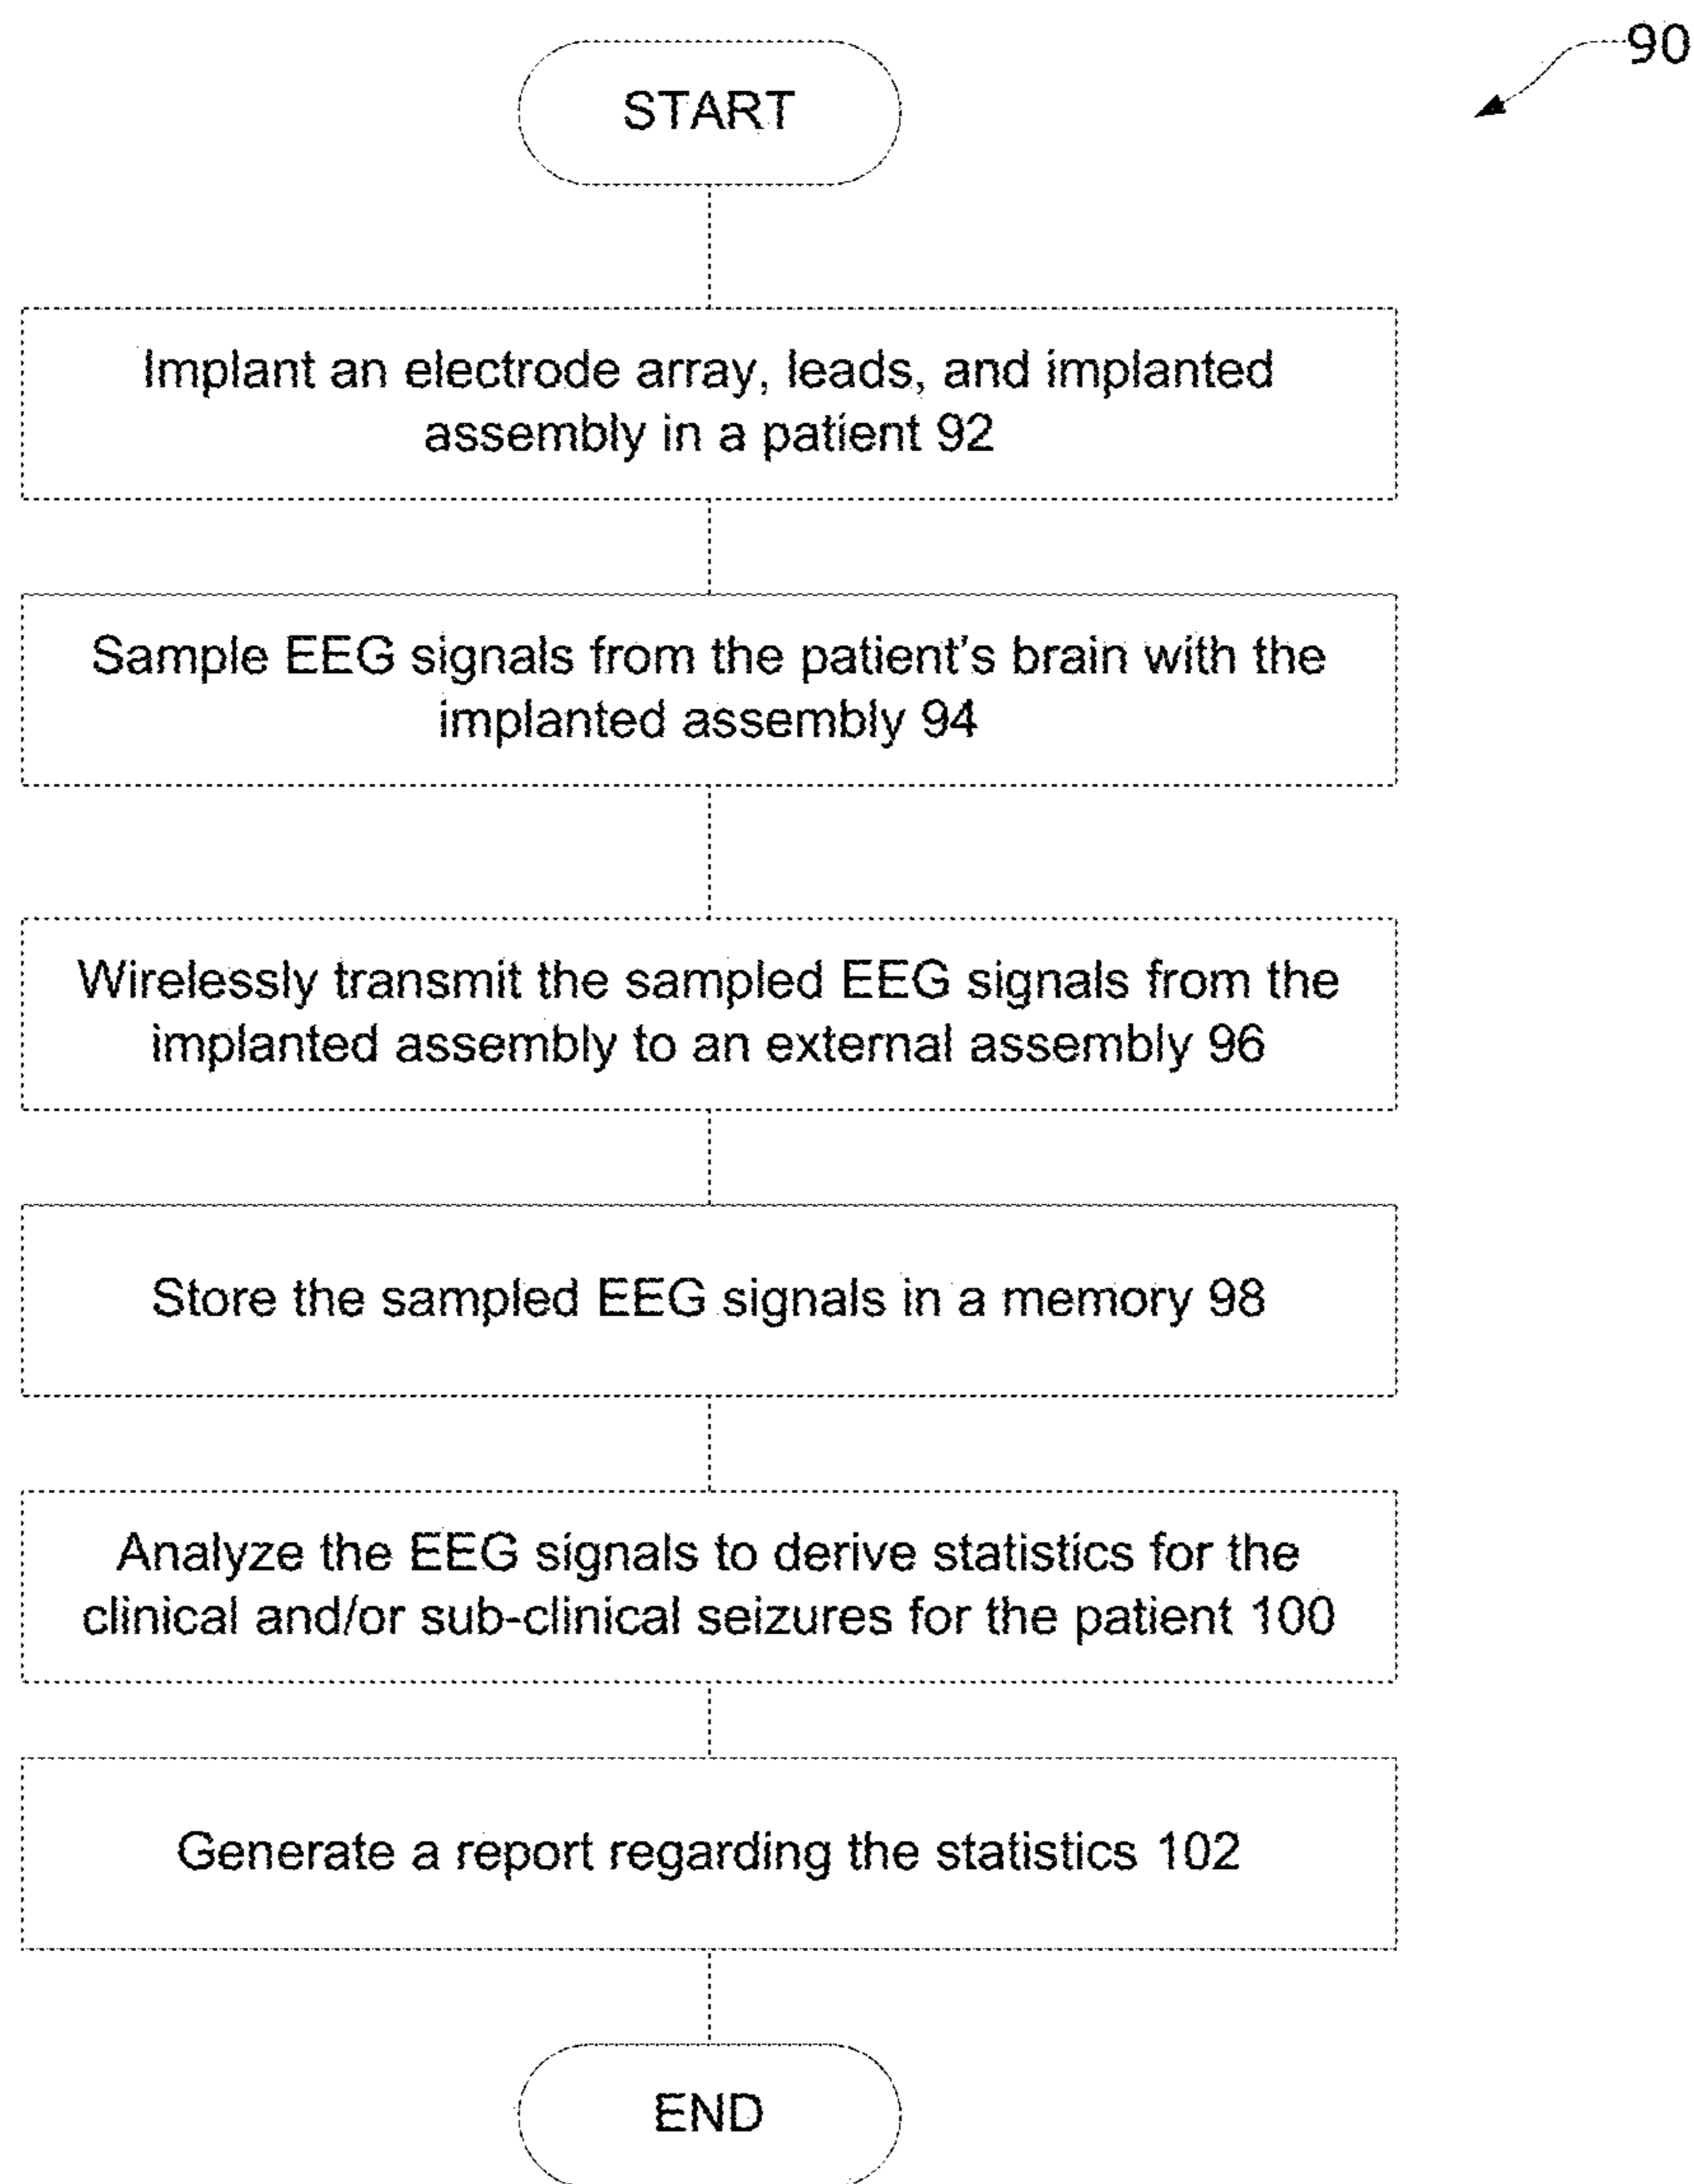 90
START
Implant an electrode array, leads, and implanted
assembly in a patient 92
Sample EEG signals from the patient's brain with the
implanted assembly 94
Wirelessly transmit the sampled EEG signals from the
implanted assembly to an external assembly 96
Store the sampled EEG signals in a memory 98
Analyze the EEG signals to derive statistics for the
clinical and/or sub-clinical seizures for the patient 100
Generate a report regarding the statistics 102
END